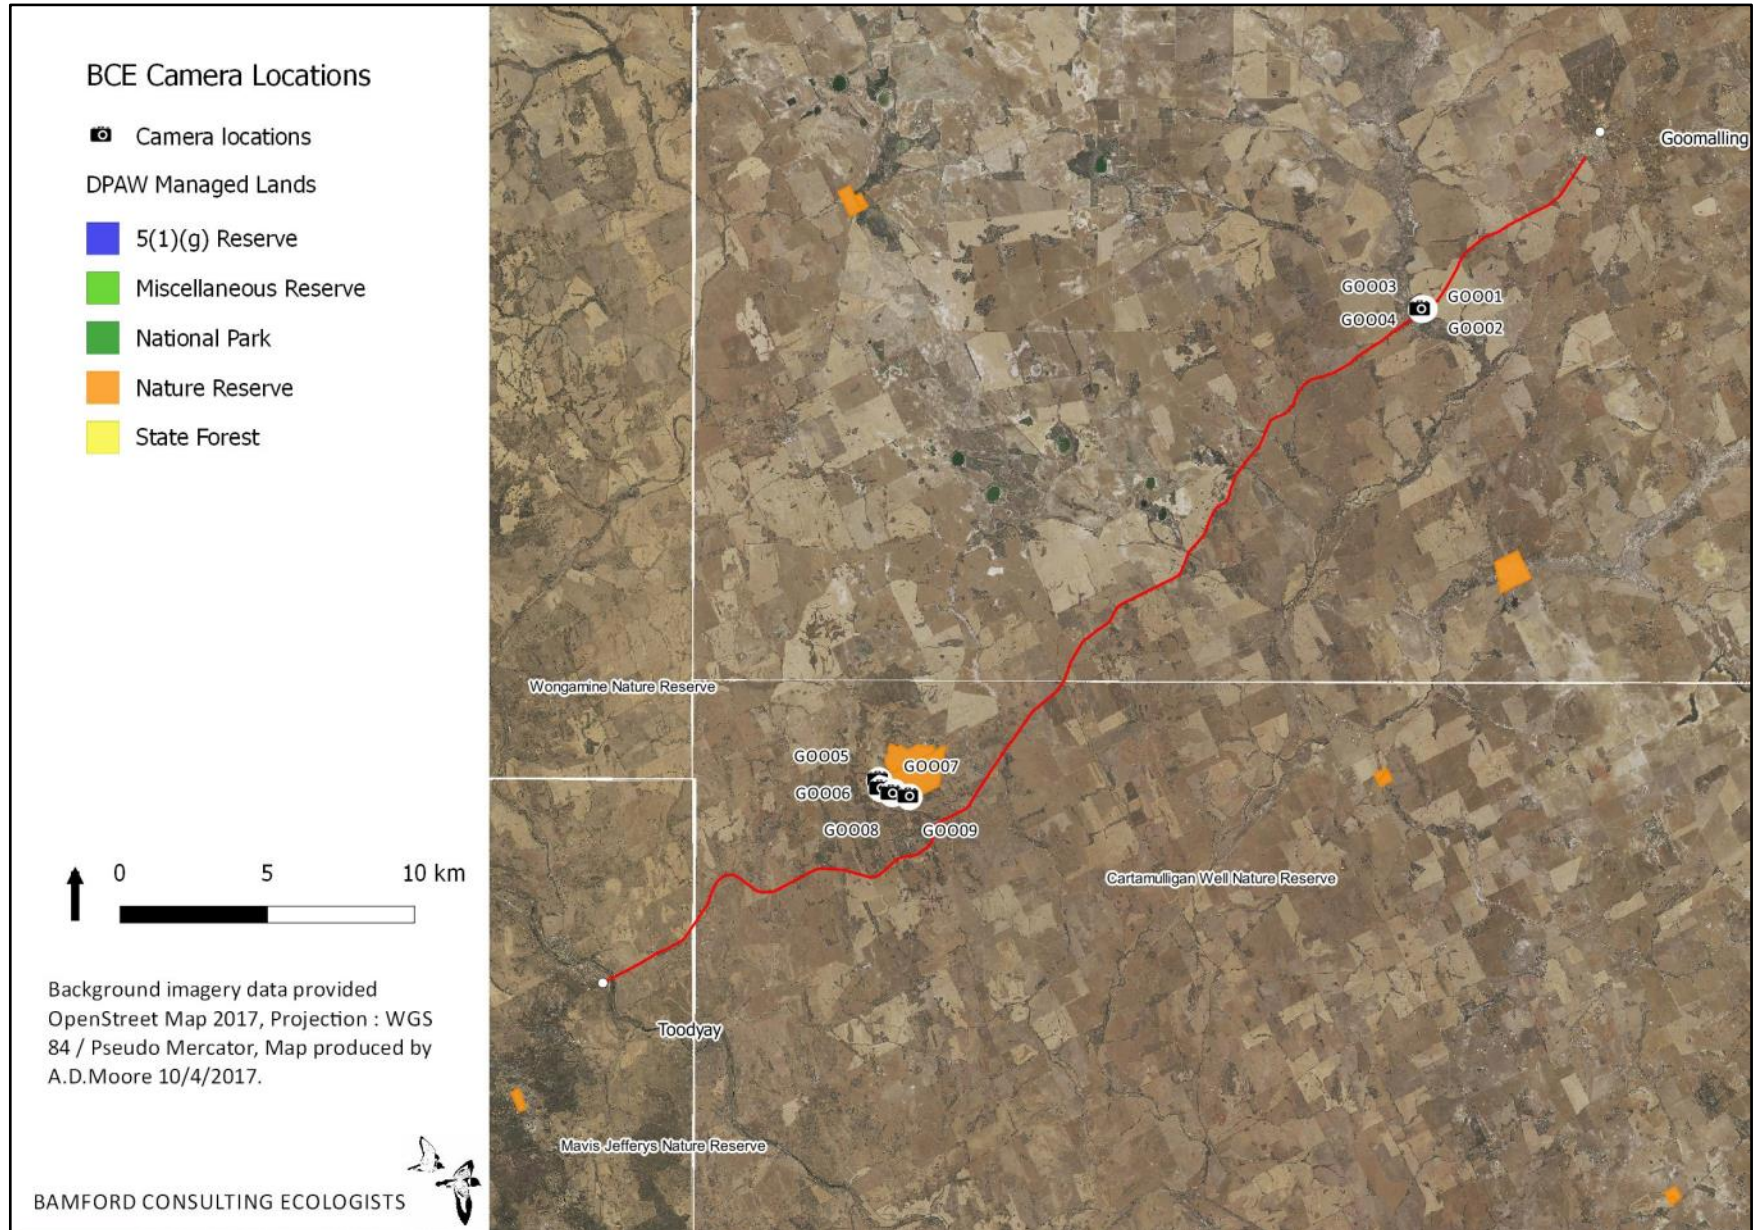 BCE Camera Locations
Camera locations
DPAW Managed Lands
5(1)(g) Reserve
Miscellaneous Reserve
National Park
Nature Reserve
State Forest
0 5 10 km
Background imagery data provided
OpenStreet Map 2017, Projection : WGS
84 / Pseudo Mercator, Map produced by
A.D.Moore 10/4/2017.
BAMFORD CONSULTING ECOLOGISTS
Goomalling
GOO03
GOO01
GOO04
GOO02
Wongamine Nature Reserve
GOO05
GOO07
GOO06
GOO08
GOO09
Cartamulligan Well Nature Reserve
Toodyay
Mavis Jefferys Nature Reserve